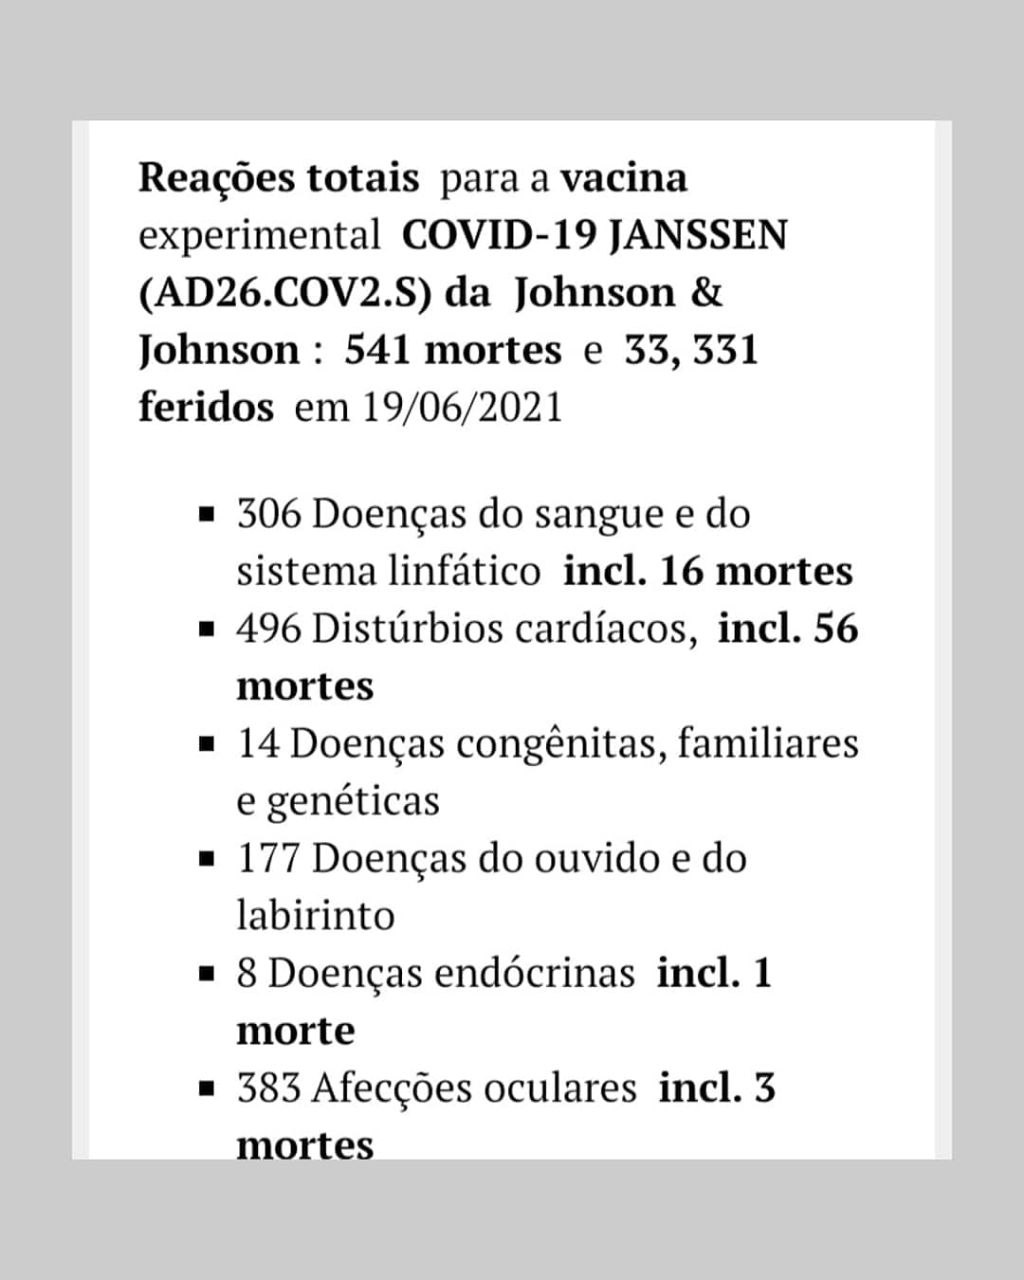 Reações totais para a vacina
experimental COVID-19 JANSSEN
(AD26.COV2.S) da Johnson &
Johnson : 541 mortes e 33, 331
feridos em 19/06/2021
▪ 306 Doenças do sangue e do
sistema linfático incl. 16 mortes
▪ 496 Distúrbios cardíacos, incl. 56
mortes
▪ 14 Doenças congênitas, familiares
e genéticas
▪ 177 Doenças do ouvido e do
labirinto
▪ 8 Doenças endócrinas incl. 1
morte
▪ 383 Afecções oculares incl. 3
mortes